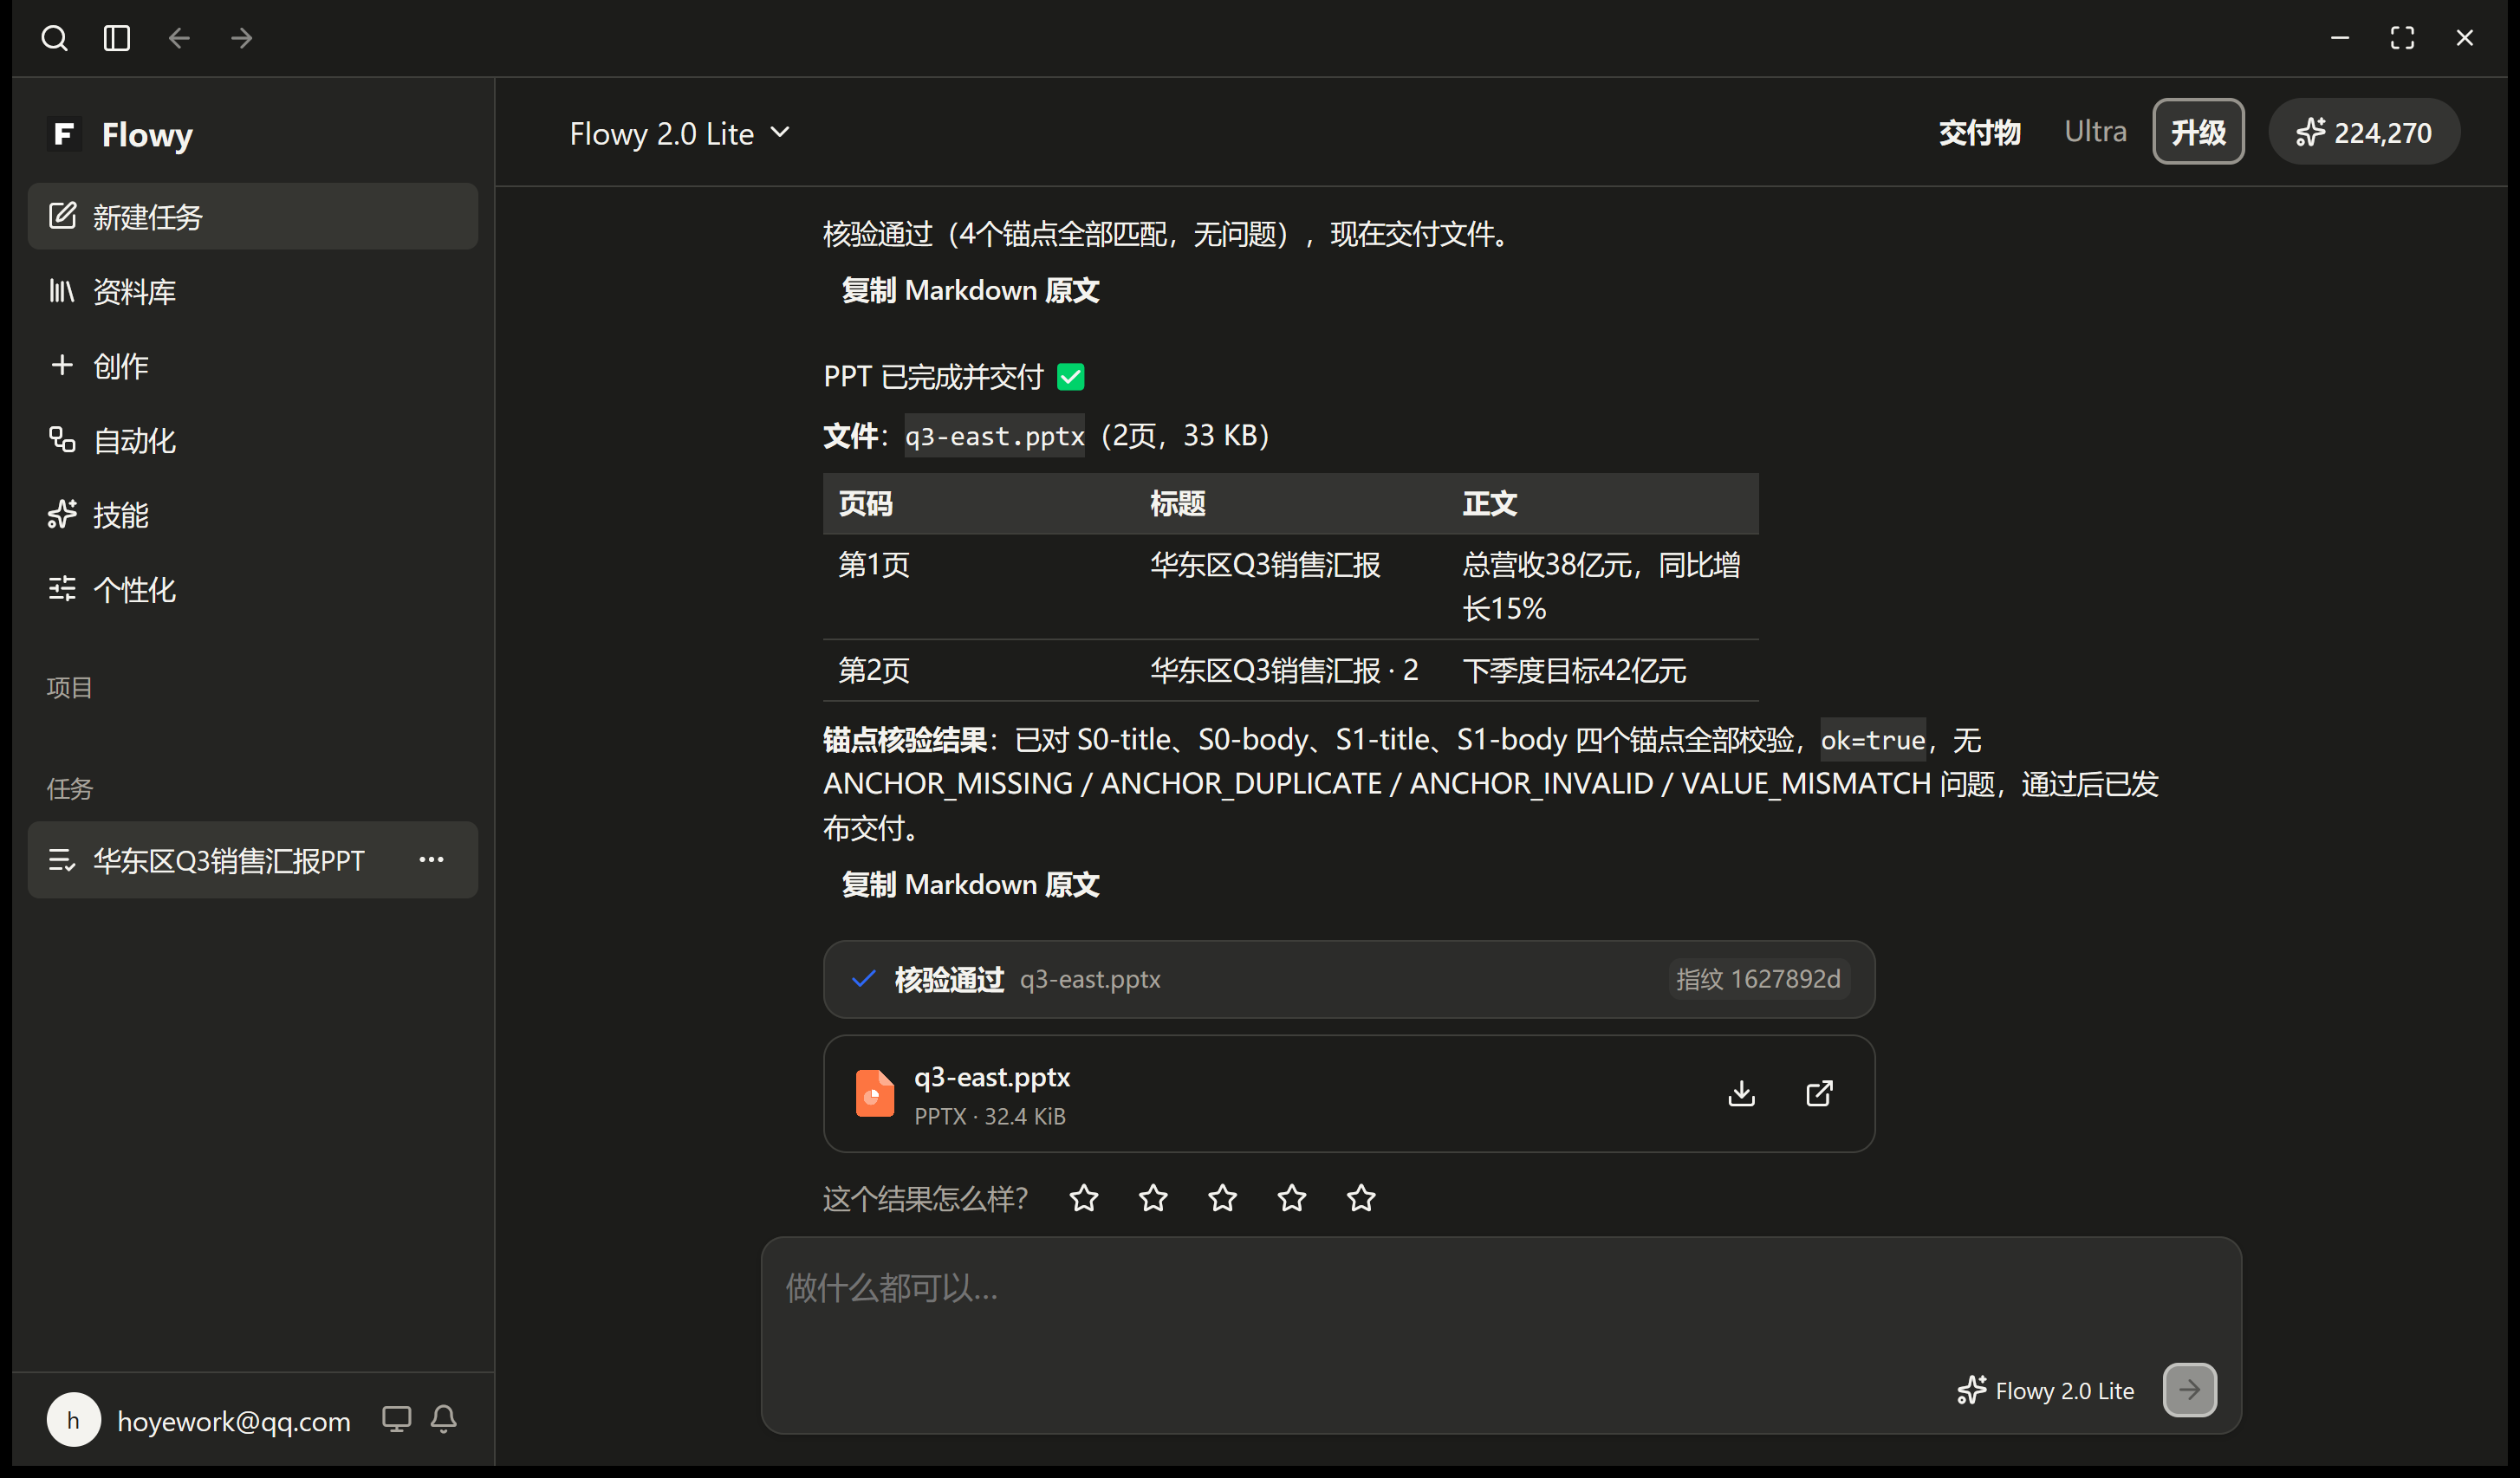 Flowy
新建任务
资料库
创作
自动化
技能
个性化
项目
任务
华东区Q3销售汇报PPT
h
hoyework@qq.com
Flowy 2.0 Lite
交付物
Ultra
升级
224,270
核验通过（4个锚点全部匹配，无问题），现在交付文件。
复制 Markdown 原文
PPT 已完成并交付 ✅
文件：q3-east.pptx（2页，33 KB）
页码 标题 正文
第1页 华东区Q3销售汇报 总营收38亿元，同比增
长15%
第2页 华东区Q3销售汇报 · 2 下季度目标42亿元
锚点核验结果：已对 S0-title、S0-body、S1-title、S1-body 四个锚点全部校验，ok=true，无
ANCHOR_MISSING / ANCHOR_DUPLICATE / ANCHOR_INVALID / VALUE_MISMATCH 问题，通过后已发
布交付。
复制 Markdown 原文
核验通过 q3-east.pptx 指纹 1627892d
q3-east.pptx
PPTX · 32.4 KiB
这个结果怎么样？
做什么都可以...
Flowy 2.0 Lite